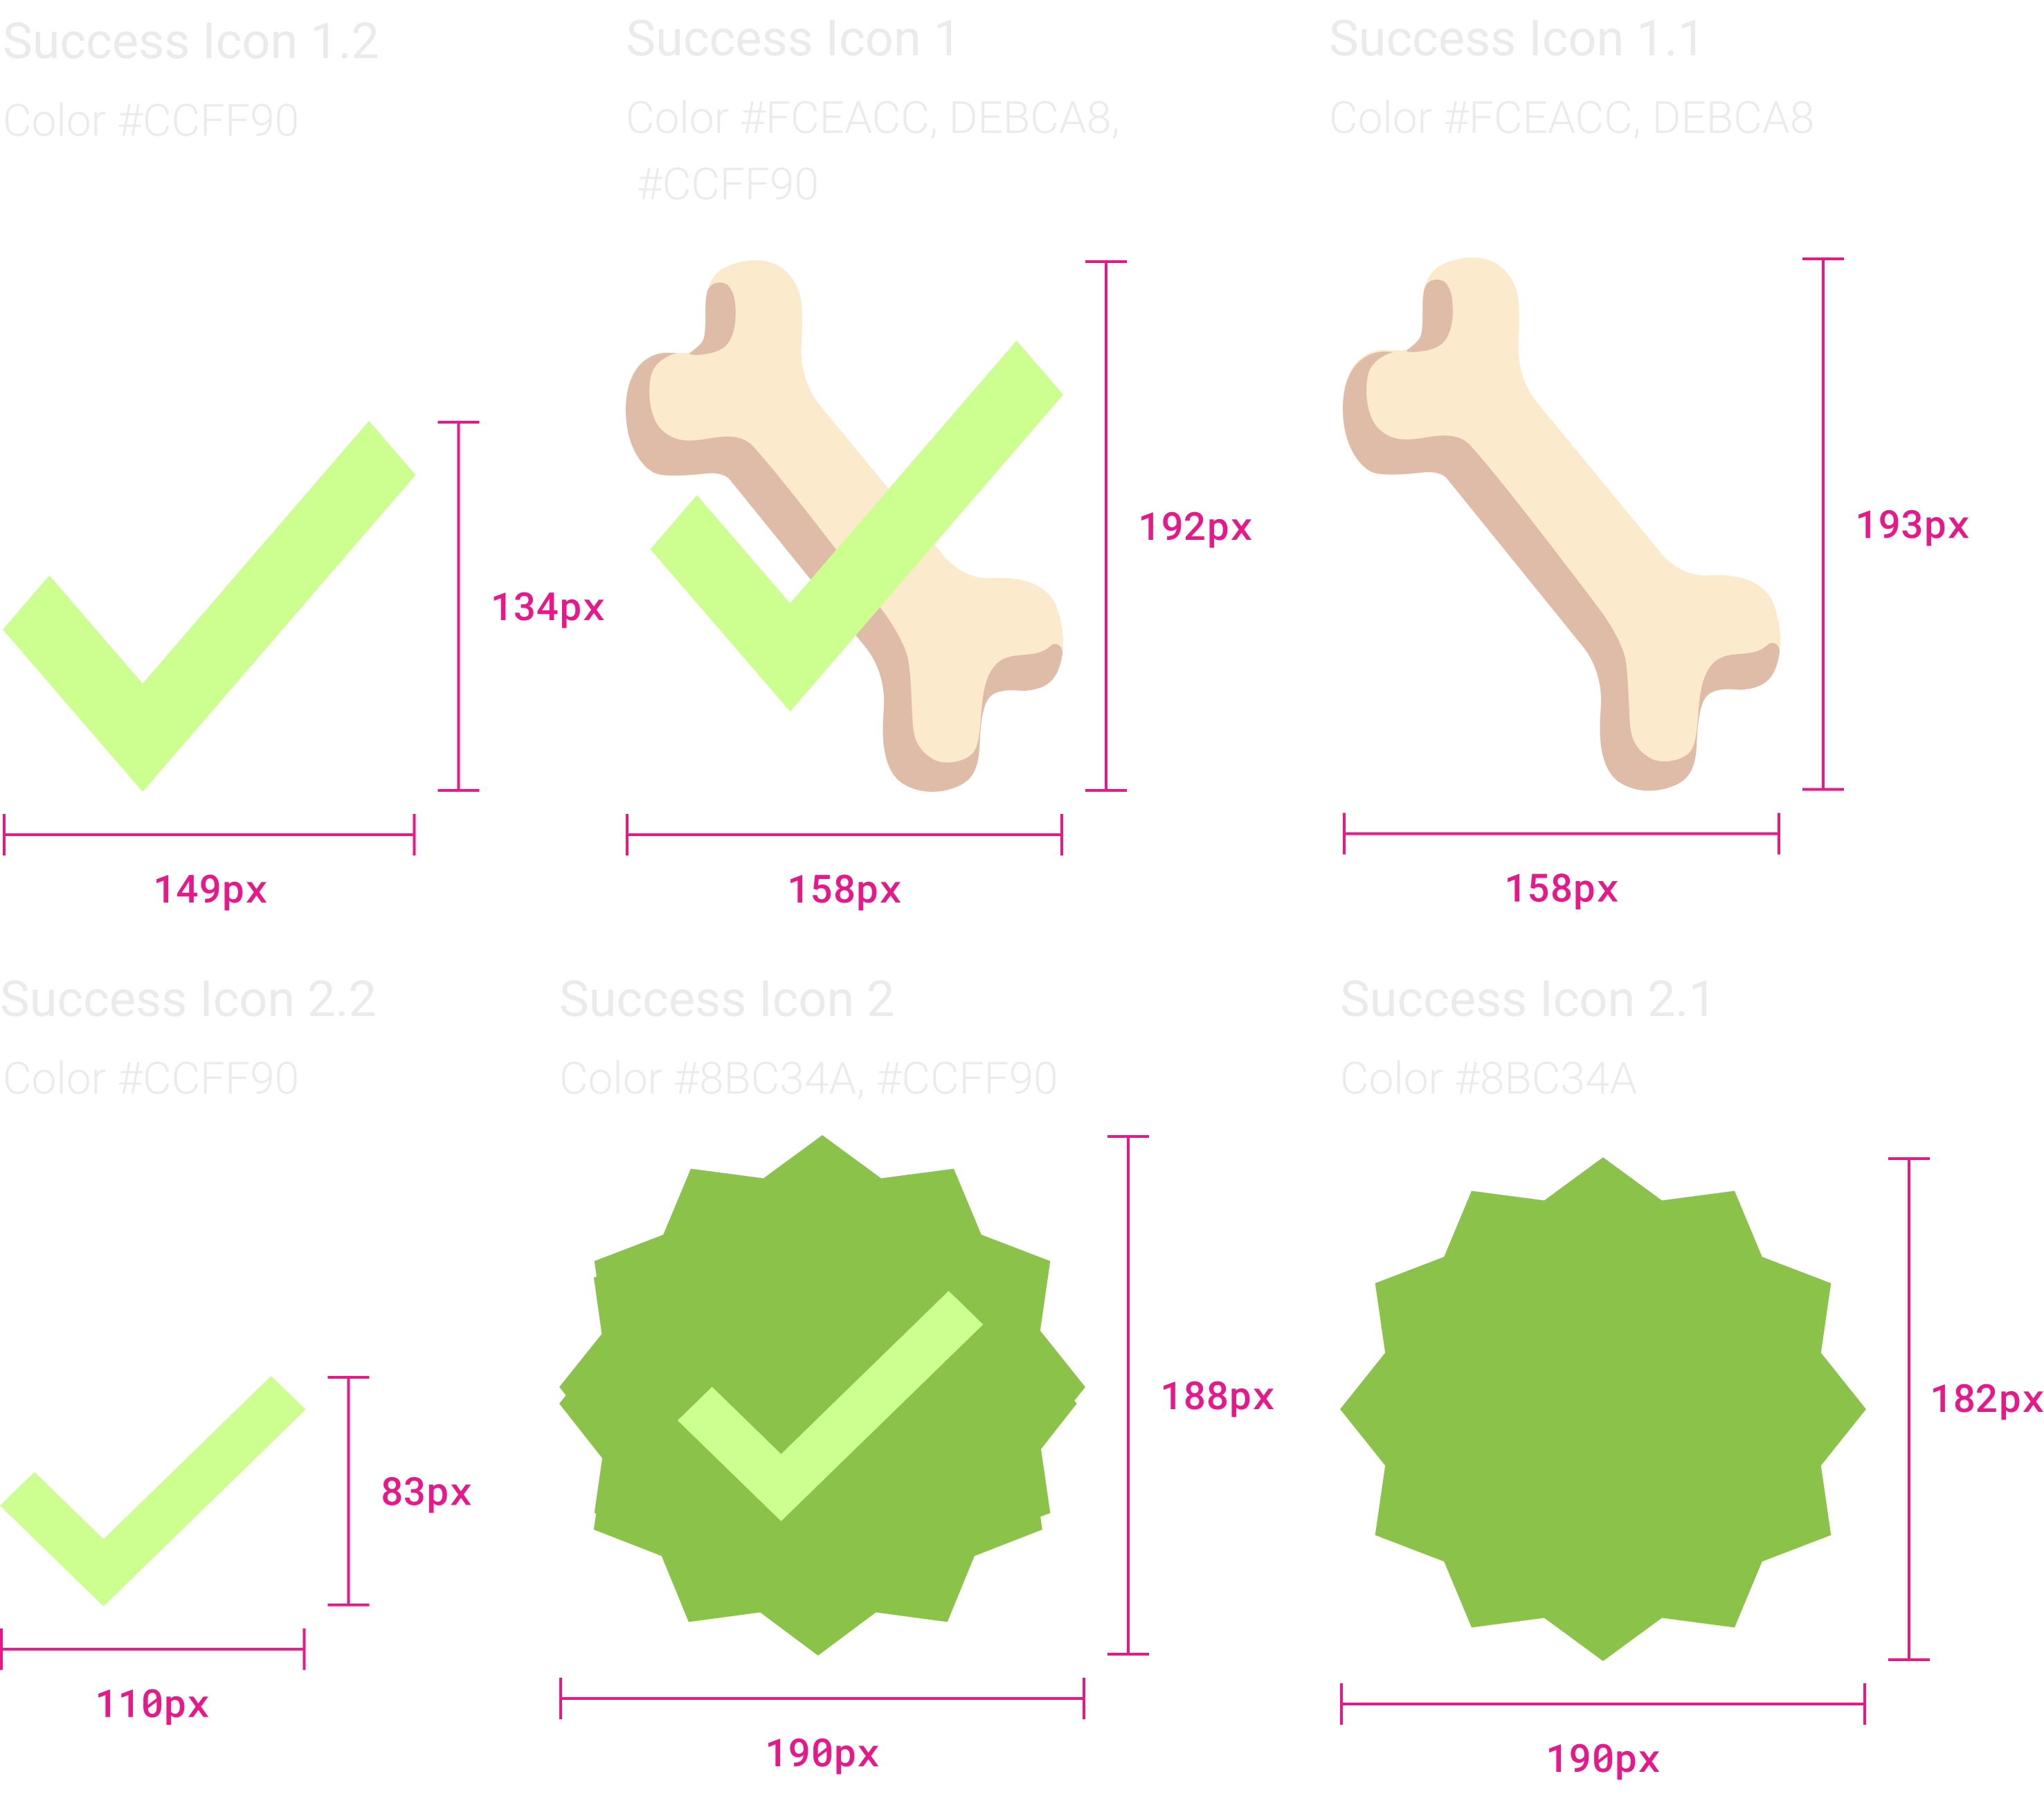 Success Icon 1.2
Color #CCFF90
Success Icon 1
Color #FCEACC, DEBCA8,
#CCFF90
Success Icon 1.1
Color #FCEACC, DEBCA8
134px
149px
192px
158px
193px
158px
Success Icon 2.2
Color #CCFF90
Success Icon 2
Color #8BC34A, #CCFF90
Success Icon 2.1
Color #8BC34A
83px
110px
188px
190px
182px
190px